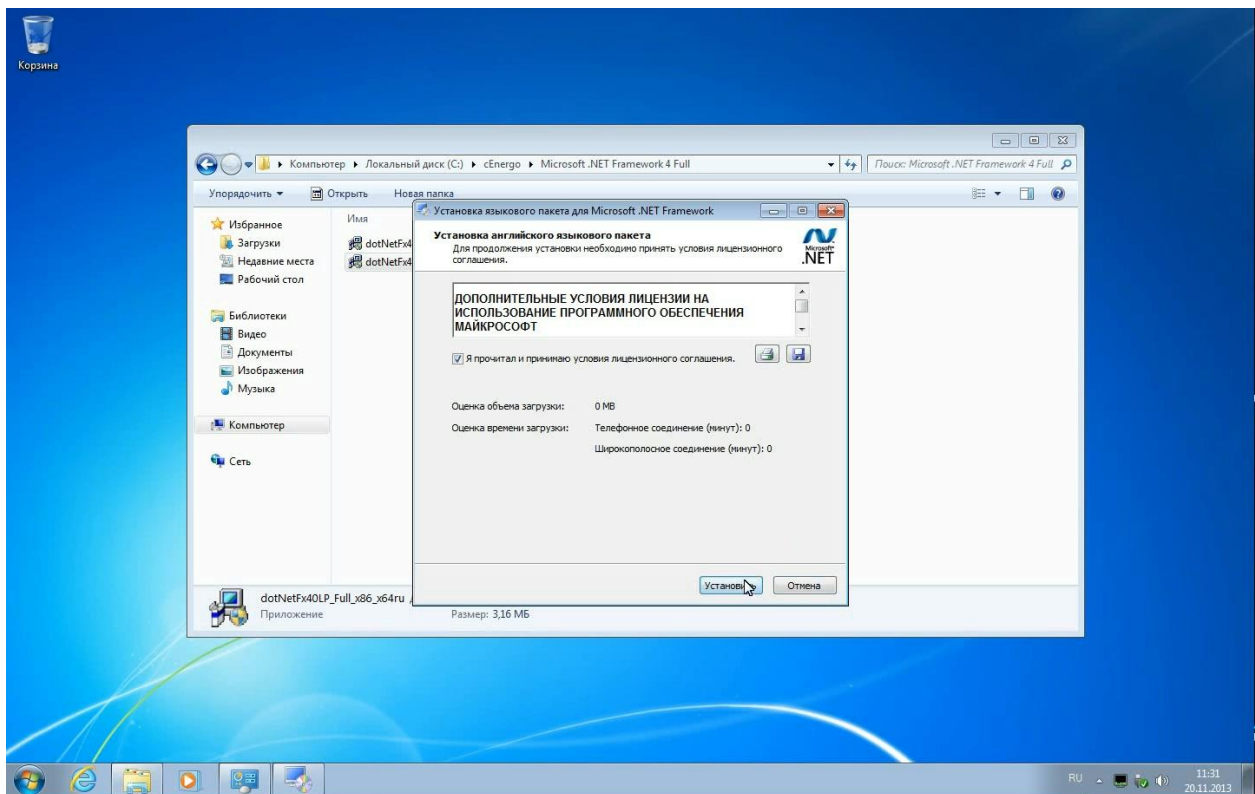 Корзина
Компьютер ▸ Локальный диск (C:) ▸ cEnergo ▸ Microsoft .NET Framework 4 Full
Поиск: Microsoft .NET Framework 4 Full
Упорядочить
Открыть
Новая папка
Избранное
Загрузки
Недавние места
Рабочий стол
Библиотеки
Видео
Документы
Изображения
Музыка
Компьютер
Сеть
Имя
dotNetFx4
dotNetFx4
Установка языкового пакета для Microsoft .NET Framework
Установка английского языкового пакета
Для продолжения установки необходимо принять условия лицензионного
соглашения.
Microsoft
.NET
ДОПОЛНИТЕЛЬНЫЕ УСЛОВИЯ ЛИЦЕНЗИИ НА
ИСПОЛЬЗОВАНИЕ ПРОГРАММНОГО ОБЕСПЕЧЕНИЯ
МАЙКРОСОФТ
Я прочитал и принимаю условия лицензионного соглашения.
Оценка объема загрузки: 0 MB
Оценка времени загрузки: Телефонное соединение (минут): 0
Широкополосное соединение (минут): 0
Отмена
dotNetFx40LP_Full_x86_x64ru
Приложение
Размер: 3,16 МБ
RU
11:31
20.11.2013